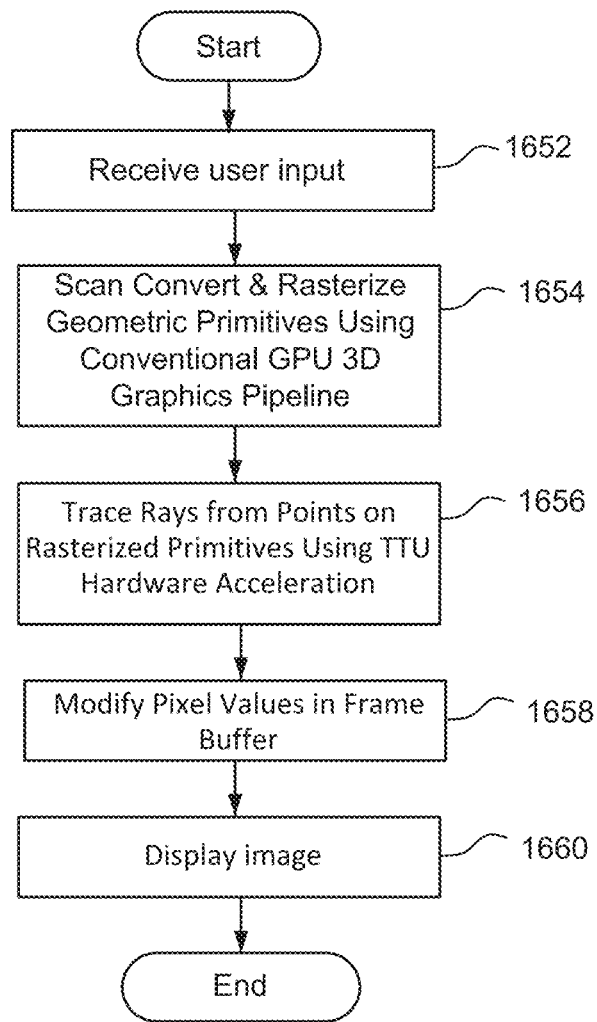 Start
Receive user input
1652
Scan Convert & Rasterize
Geometric Primitives Using
Conventional GPU 3D
Graphics Pipeline
1654
Trace Rays from Points on
Rasterized Primitives Using TTU
Hardware Acceleration
1656
Modify Pixel Values in Frame
Buffer
1658
Display image
1660
End